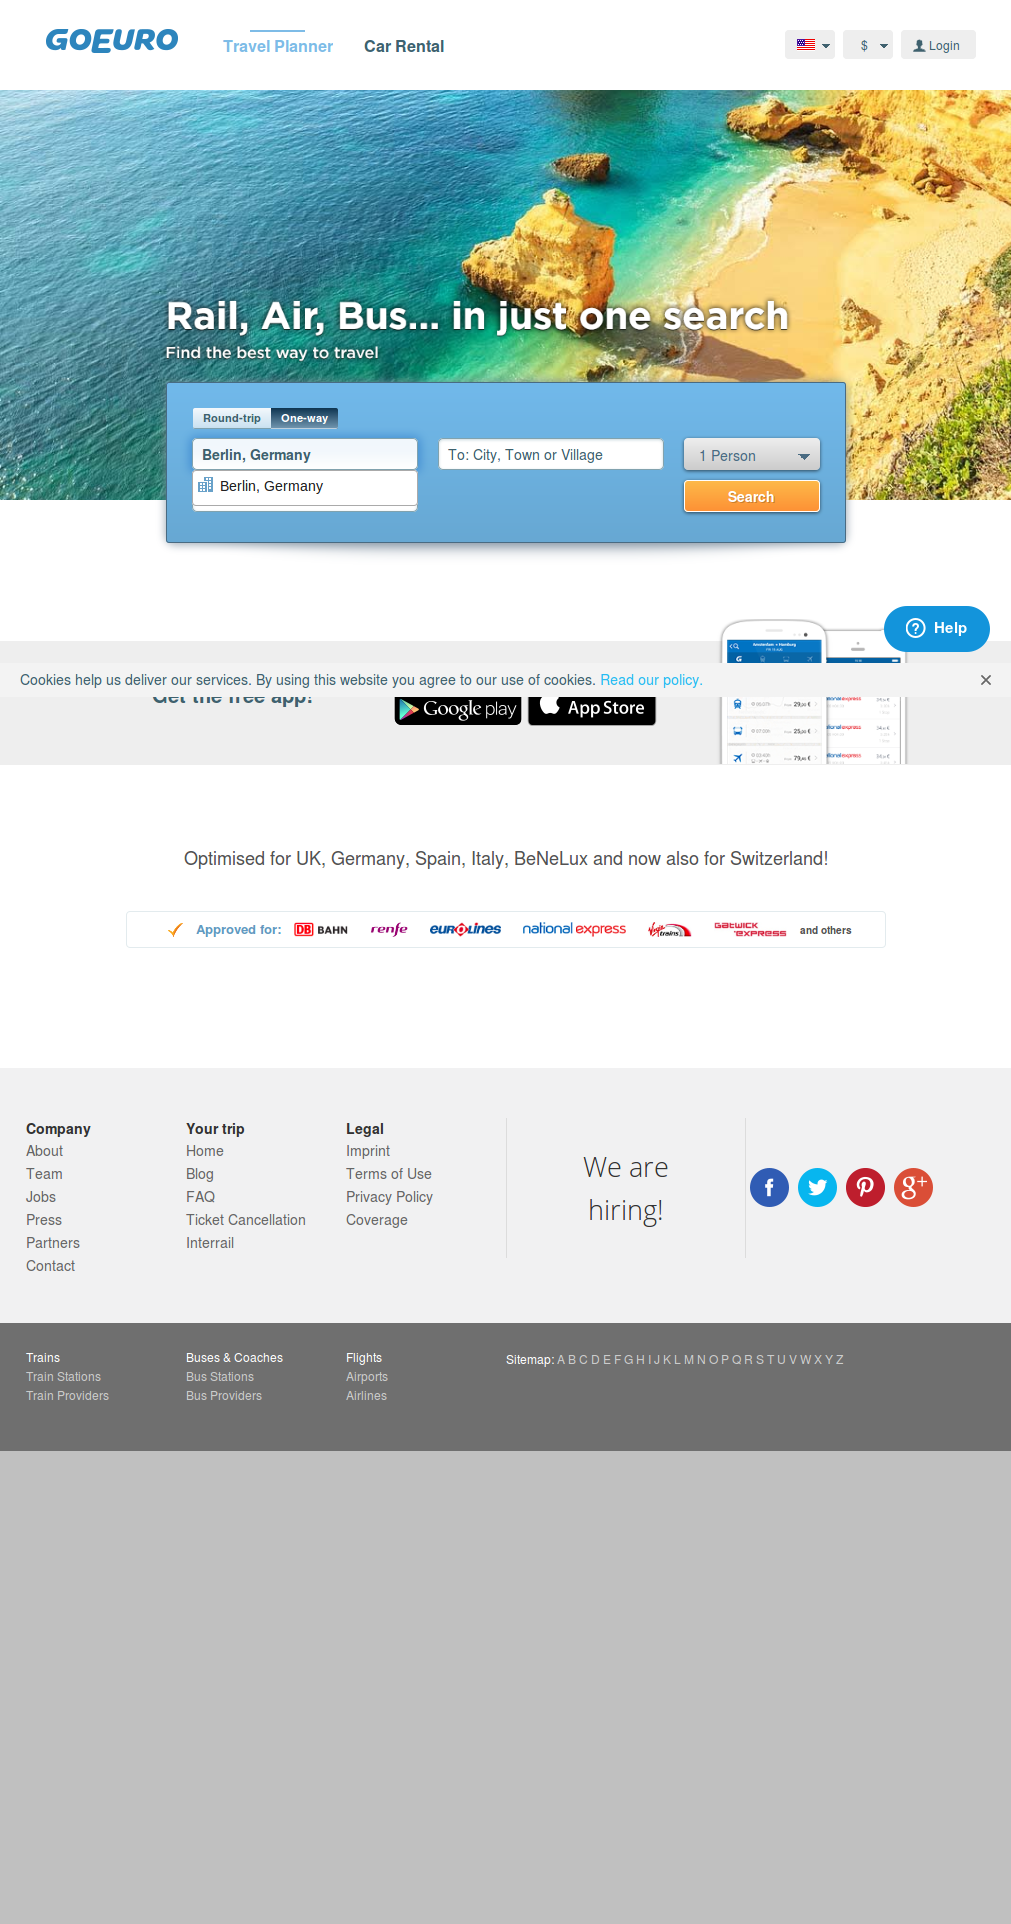 GOEURO
Travel Planner
Car Rental
$
Login
Rail, Air, Bus... in just one search
Find the best way to travel
Round-trip
One-way
Berlin, Germany
To: City, Town or Village
1 Person
Berlin, Germany
Search
Help
Cookies help us deliver our services. By using this website you agree to our use of cookies. Read our policy.
Get the free app!
Google play
App Store
Optimised for UK, Germany, Spain, Italy, BeNeLux and now also for Switzerland!
Approved for: DB BAHN renfe eurolines national express Virgin trains Gatwick express and others
Company
About
Team
Jobs
Press
Partners
Contact
Your trip
Home
Blog
FAQ
Ticket Cancellation
Interrail
Legal
Imprint
Terms of Use
Privacy Policy
Coverage
We are
hiring!
Trains
Train Stations
Train Providers
Buses & Coaches
Bus Stations
Bus Providers
Flights
Airports
Airlines
Sitemap: A B C D E F G H I J K L M N O P Q R S T U V W X Y Z